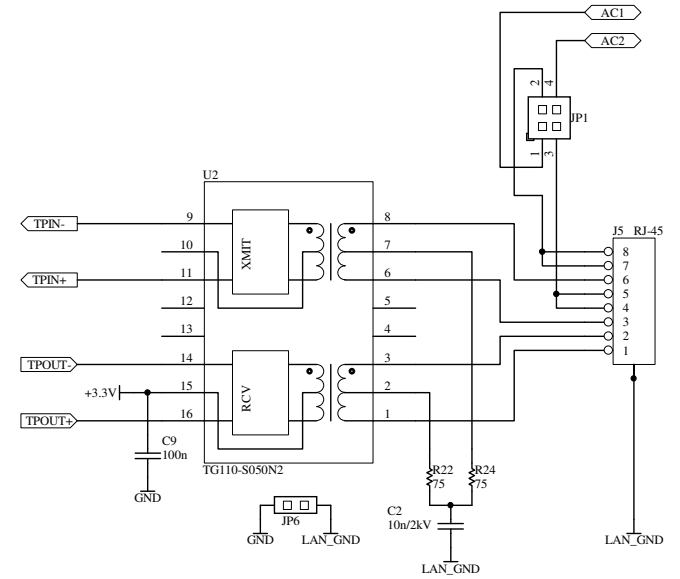 AC1
AC2
2 4
JP1
1 3
U2
J5 RJ-45
TPIN-
9
XMIT
8
10
7
TPIN+
11
6
12
5
13
4
TPOUT-
14
RCV
3
+3.3V
15
2
TPOUT+
16
1
8
7
6
5
4
3
2
1
C9
100n
GND
TG110-S050N2
R22
75
R24
75
JP6
GND
LAN_GND
C2
10n/2kV
LAN_GND
LAN_GND